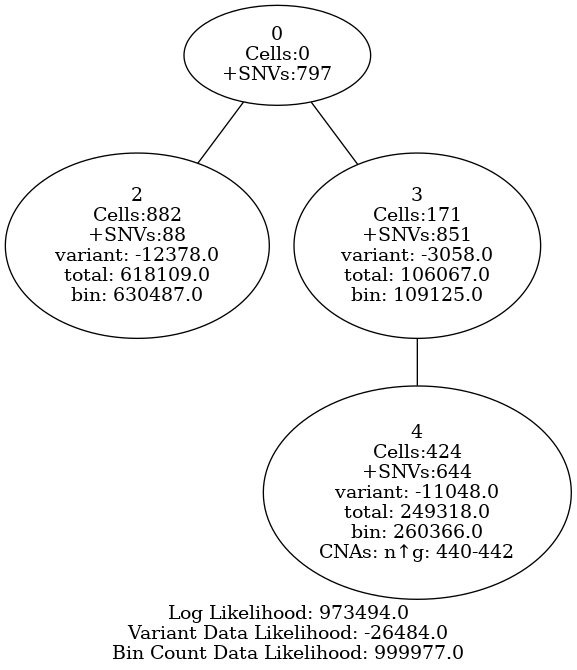 0
Cells:0
+SNVs:797
2
Cells:882
+SNVs:88
variant: -12378.0
total: 618109.0
bin: 630487.0
3
Cells:171
+SNVs:851
variant: -3058.0
total: 106067.0
bin: 109125.0
4
Cells:424
+SNVs:644
variant: -11048.0
total: 249318.0
bin: 260366.0
CNAs: n↑g: 440-442
Log Likelihood: 973494.0
Variant Data Likelihood: -26484.0
Bin Count Data Likelihood: 999977.0